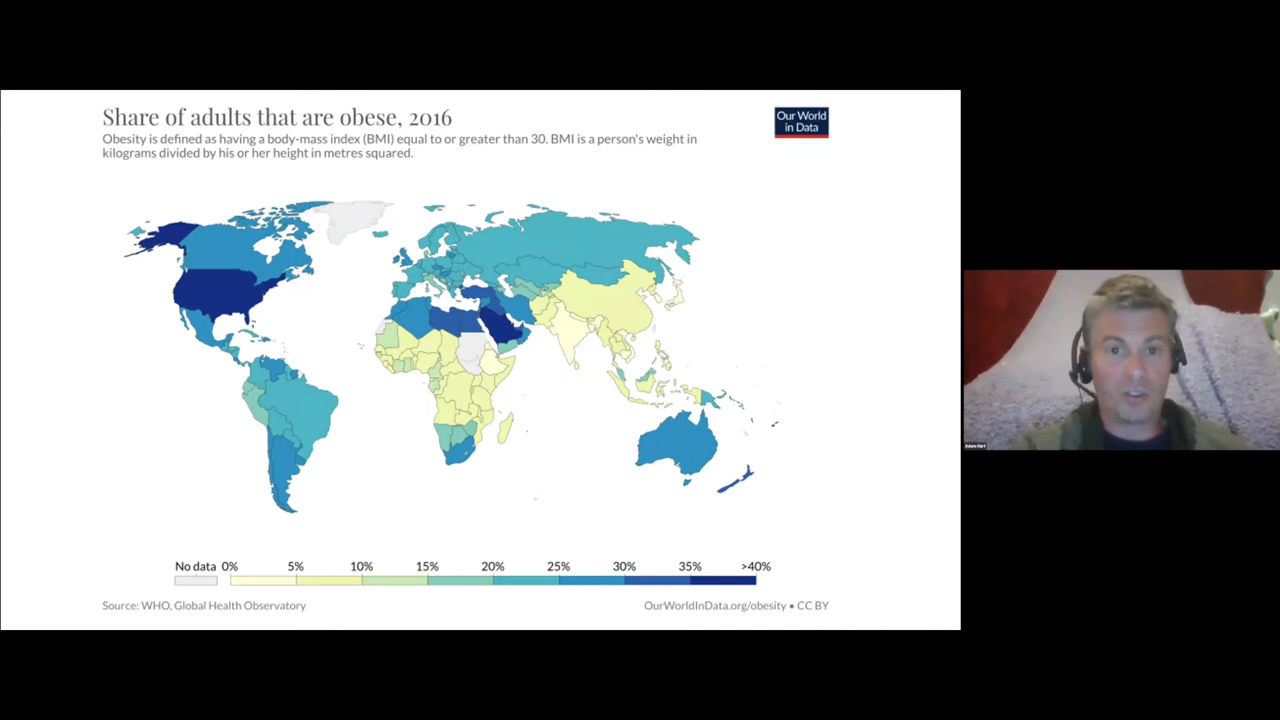 Share of adults that are obese, 2016
Our World
in Data
Obesity is defined as having a body-mass index (BMI) equal to or greater than 30. BMI is a person's weight in
kilograms divided by his or her height in metres squared.
No data 0% 5% 10% 15% 20% 25% 30% 35% >40%
Source: WHO, Global Health Observatory
OurWorldInData.org/obesity • CC BY
Adam Hart